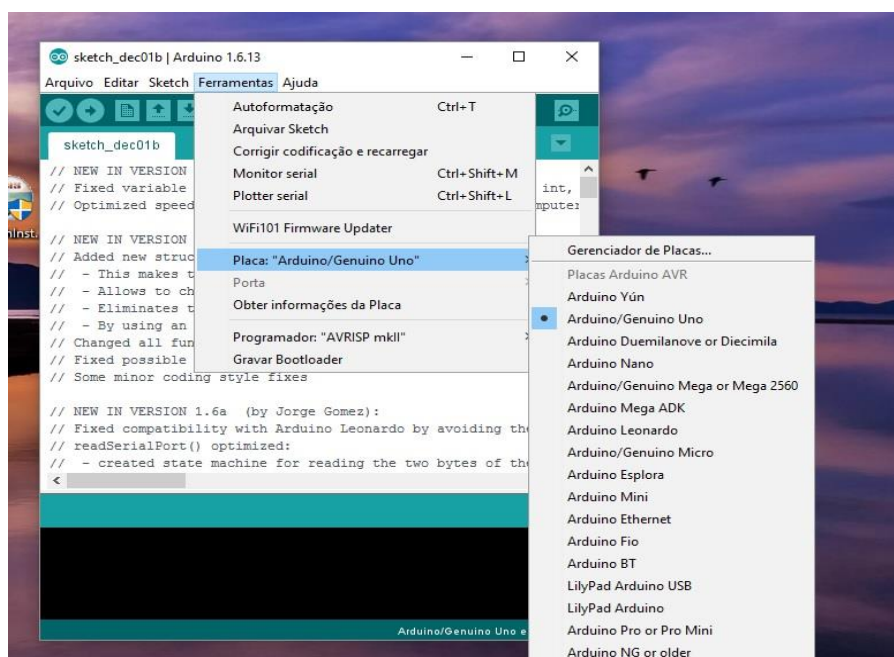 sketch_dec01b | Arduino 1.6.13
Arquivo Editar Sketch Ferramentas Ajuda
sketch_dec01b
// NEW IN VERSION
// Fixed variable
int,
// Optimized speed
// NEW IN VERSION
// Added new struc
// - This makes t
// - Allows to ch
// - Eliminates t
// - By using an
// Changed all fun
// Fixed possible
// Some minor coding style fixes
// NEW IN VERSION 1.6a (by Jorge Gomez):
// Fixed compatibility with Arduino Leonardo by avoiding the
// readSerialPort() optimized:
// - created state machine for reading the two bytes of the
Arduino/Genuino Uno e
Autoformatação Ctrl+T
Arquivar Sketch
Corrigir codificação e recarregar
Monitor serial Ctrl+Shift+M
Plotter serial Ctrl+Shift+L
WiFi101 Firmware Updater
Placa: "Arduino/Genuino Uno"
Porta
Obter informações da Placa
Programador: "AVRISP mkII"
Gravar Bootloader
Gerenciador de Placas...
Placas Arduino AVR
Arduino Yún
Arduino/Genuino Uno
Arduino Duemilanove or Diecimila
Arduino Nano
Arduino/Genuino Mega or Mega 2560
Arduino Mega ADK
Arduino Leonardo
Arduino/Genuino Micro
Arduino Esplora
Arduino Mini
Arduino Ethernet
Arduino Fio
Arduino BT
LilyPad Arduino USB
LilyPad Arduino
Arduino Pro or Pro Mini
Arduino NG or older